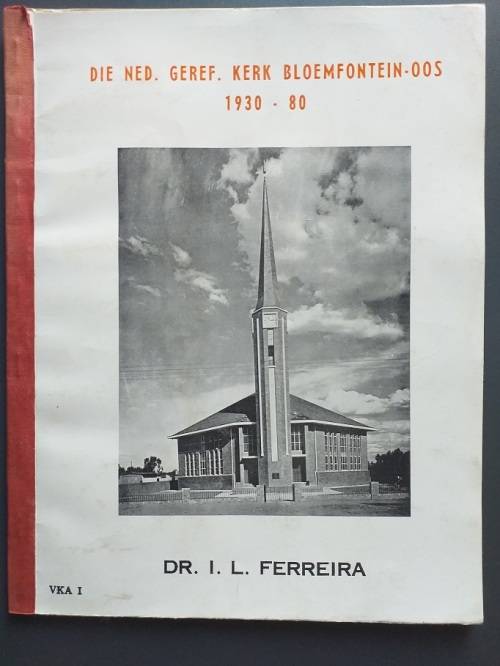 DIE NED. GEREF. KERK BLOEMFONTEIN-OOS
1930 - 80
DR. I. L. FERREIRA
VKA I